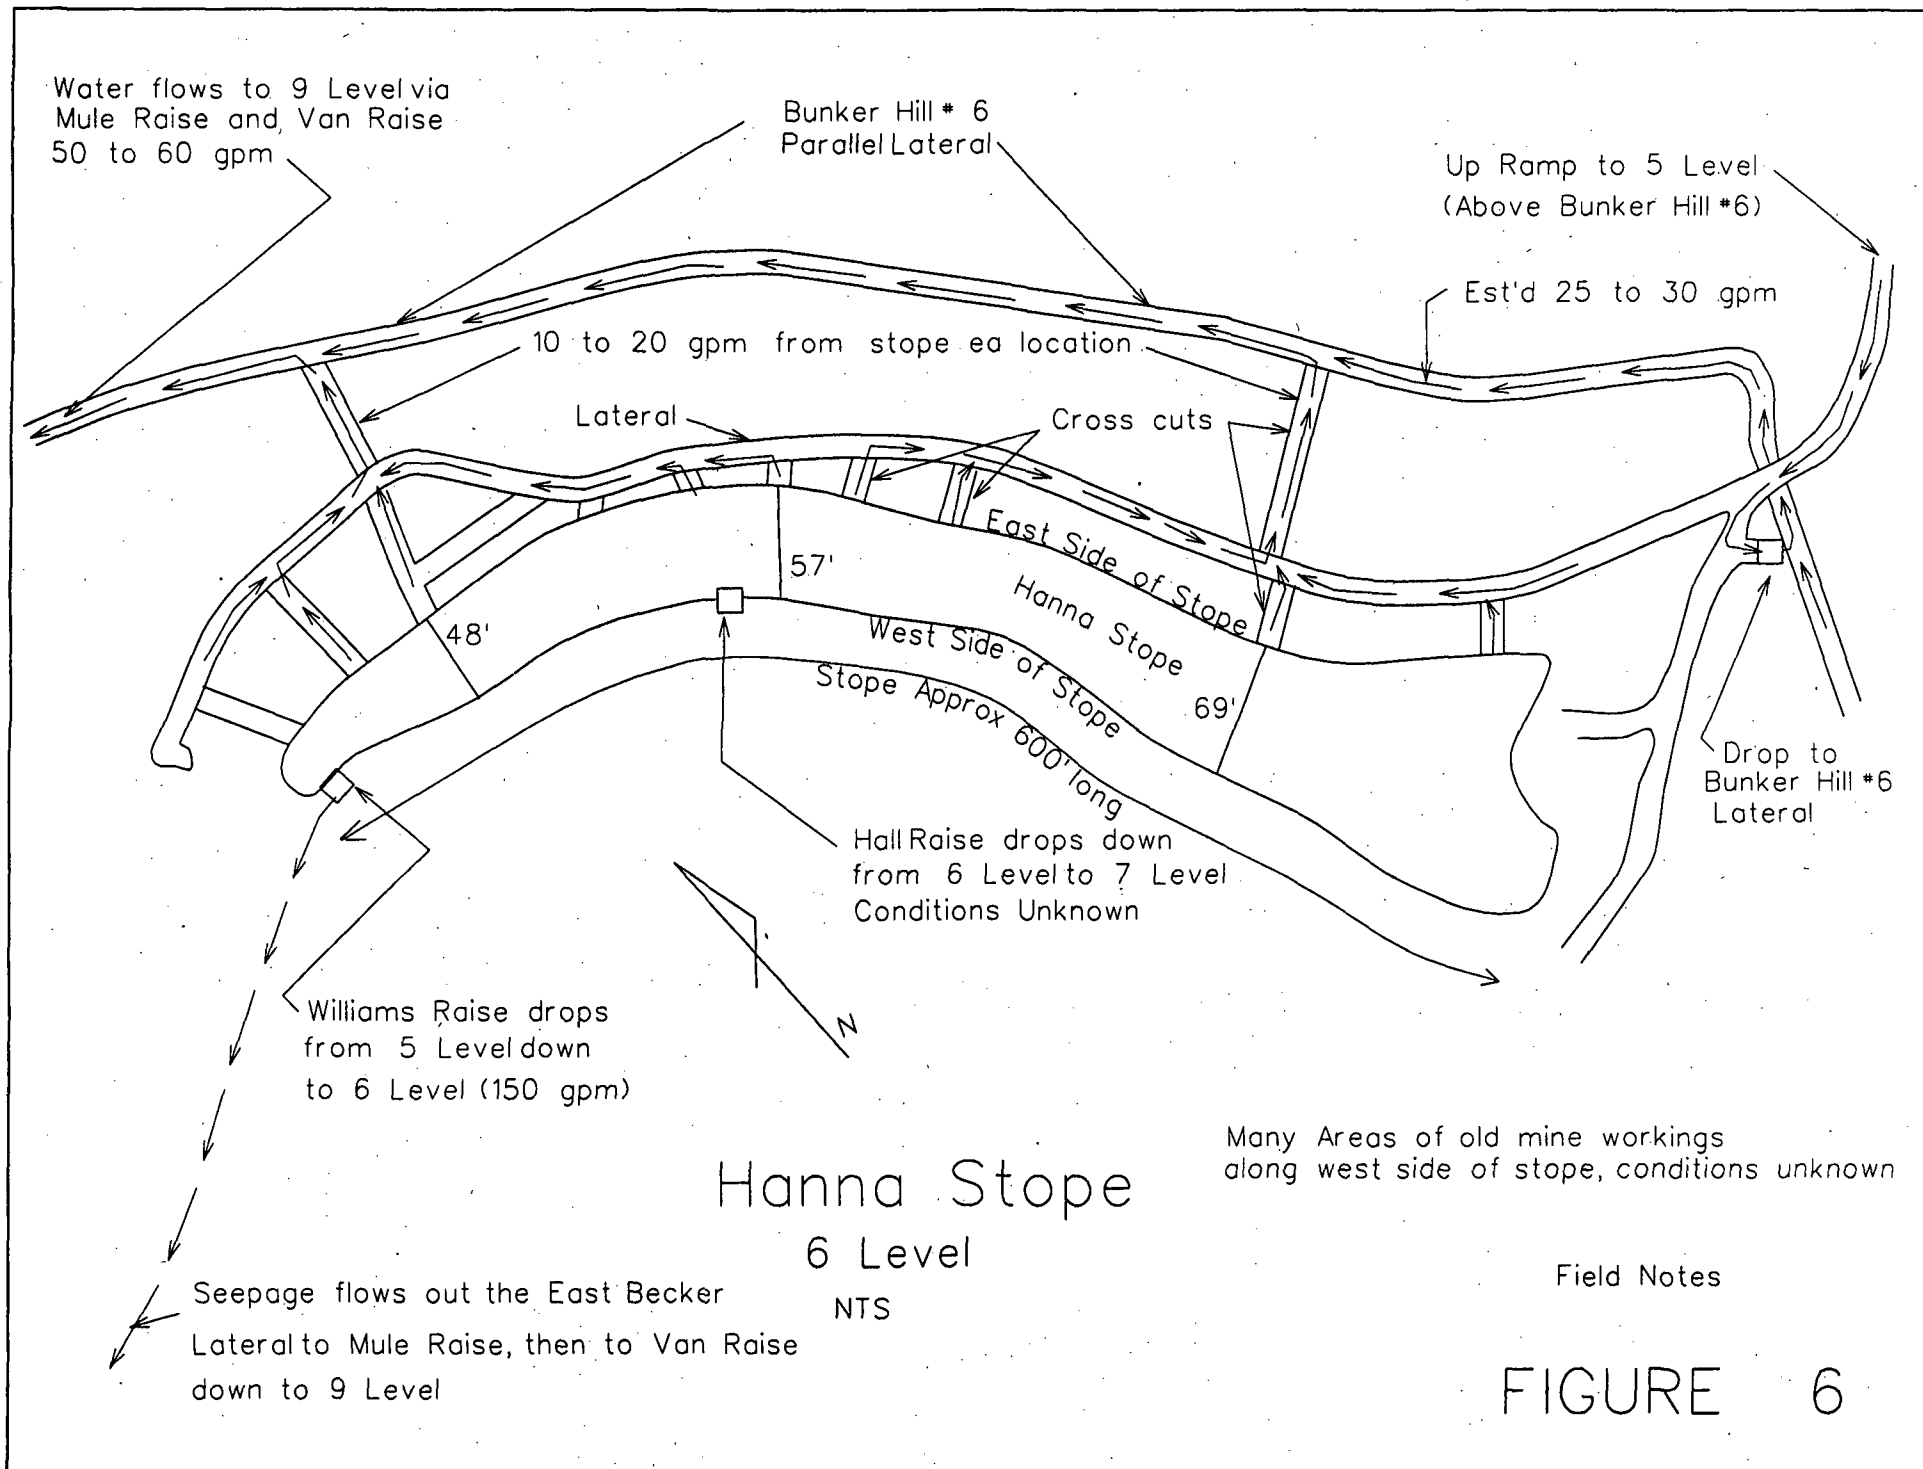 Water flows to 9 Level via
Mule Raise and Van Raise
50 to 60 gpm
Bunker Hill # 6
Parallel Lateral
Up Ramp to 5 Level
(Above Bunker Hill #6)
Est'd 25 to 30 gpm
10 to 20 gpm from stope ea location
Lateral
Cross cuts
East Side of Stope
Hanna Stope
57'
48'
West Side of Stope
69'
Stope Approx 600' long
Drop to
Bunker Hill #6
Lateral
Hall Raise drops down
from 6 Level to 7 Level
Conditions Unknown
N
Williams Raise drops
from 5 Level down
to 6 Level (150 gpm)
Many Areas of old mine workings
along west side of stope, conditions unknown
Hanna Stope
6 Level
NTS
Field Notes
Seepage flows out the East Becker
Lateral to Mule Raise, then to Van Raise
down to 9 Level
FIGURE 6